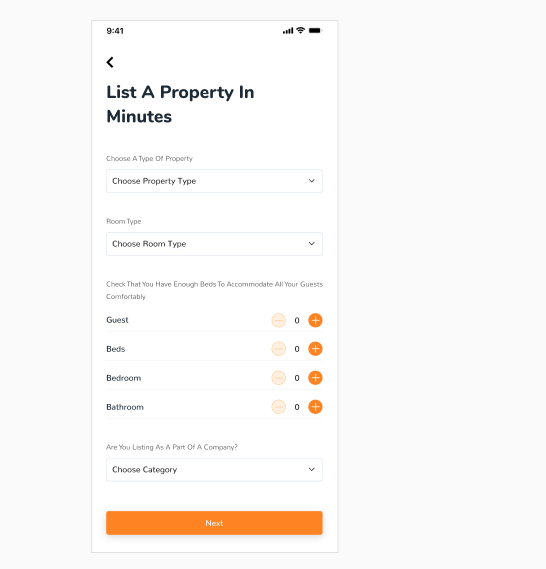 9:41
List A Property In
Minutes
Choose A Type Of Property
Choose Property Type
Room Type
Choose Room Type
Check That You Have Enough Beds To Accommodate All Your Guests
Comfortably
Guest 0
Beds 0
Bedroom 0
Bathroom 0
Are You Listing As A Part Of A Company?
Choose Category
Next